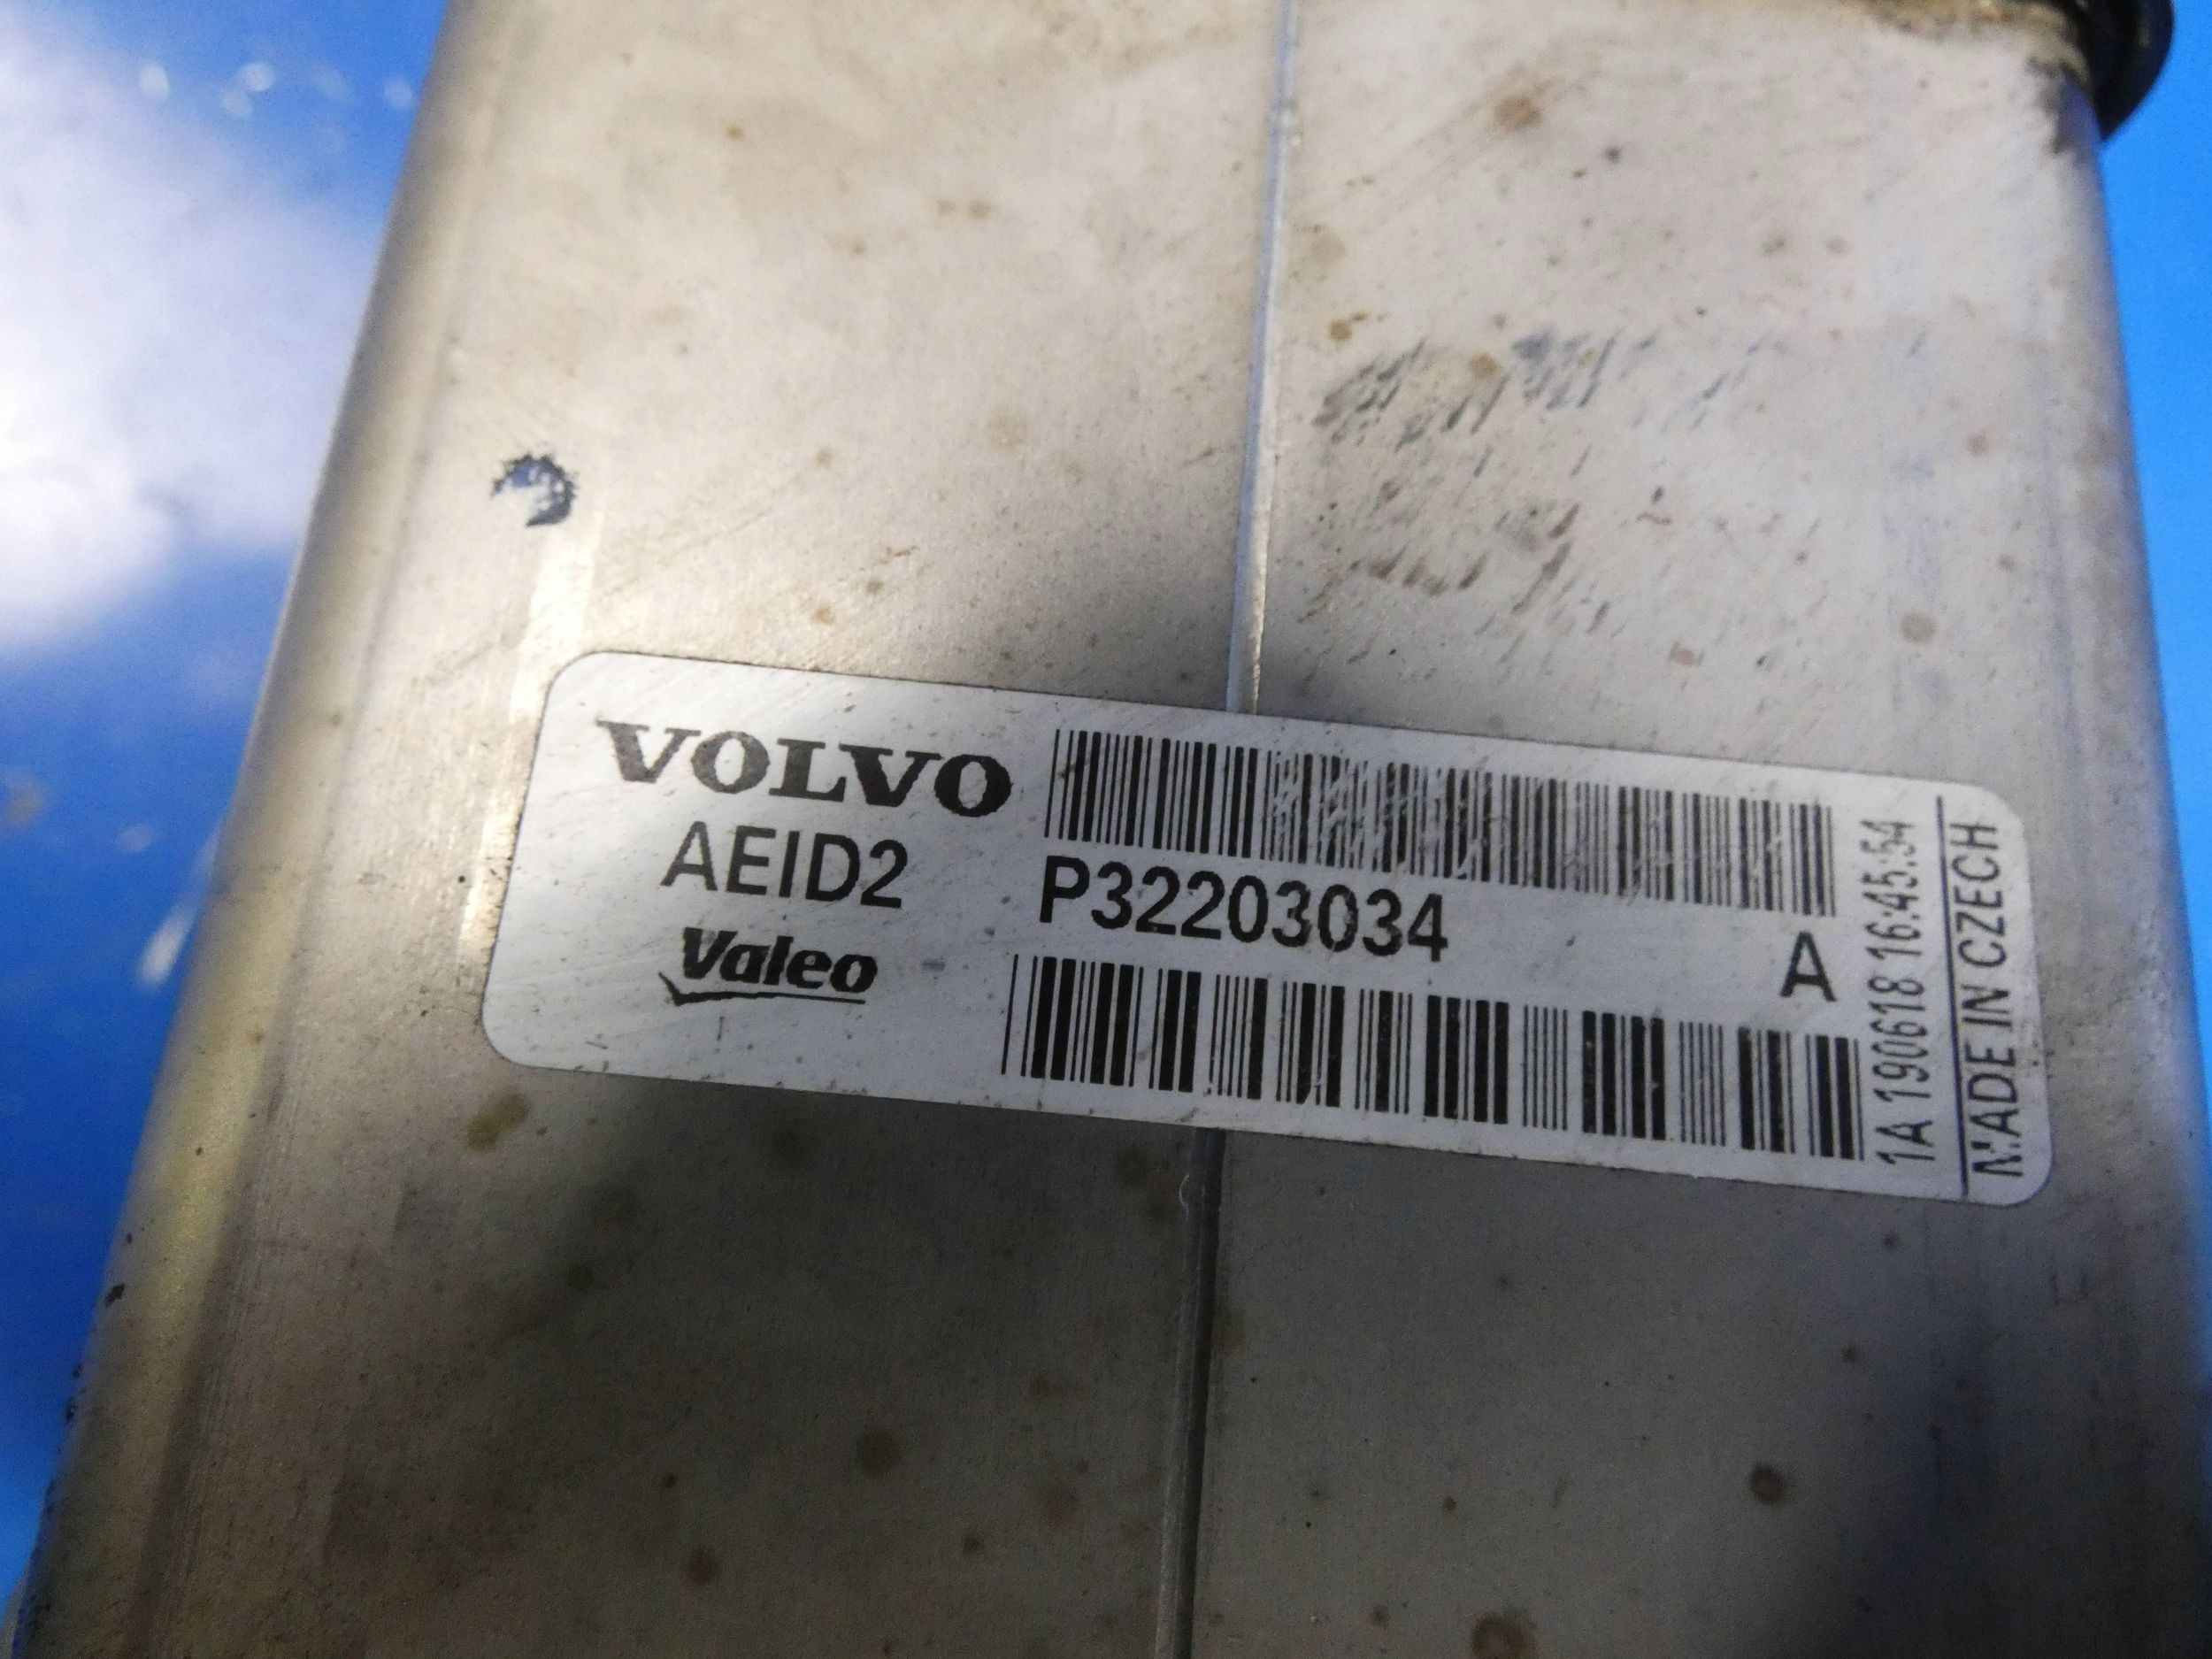 VOLVO
AEID2
Valeo
P32203034
A
1A 190618 16:45:54
MADE IN CZECH